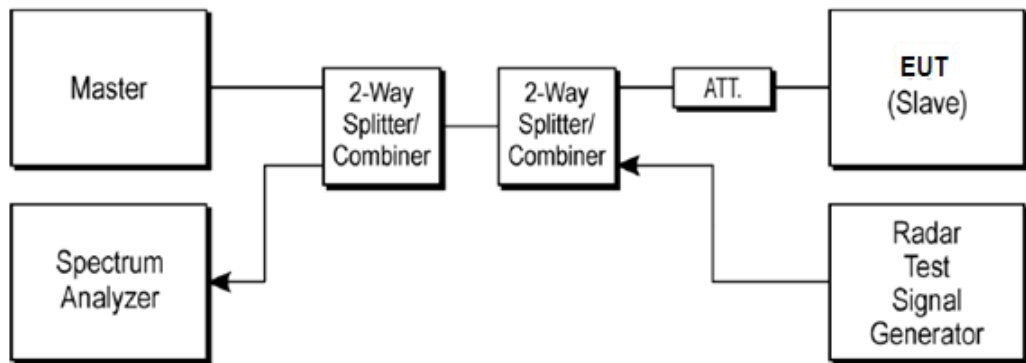 Master
2-Way
Splitter/
Combiner
2-Way
Splitter/
Combiner
ATT.
EUT
(Slave)
Spectrum
Analyzer
Radar
Test
Signal
Generator